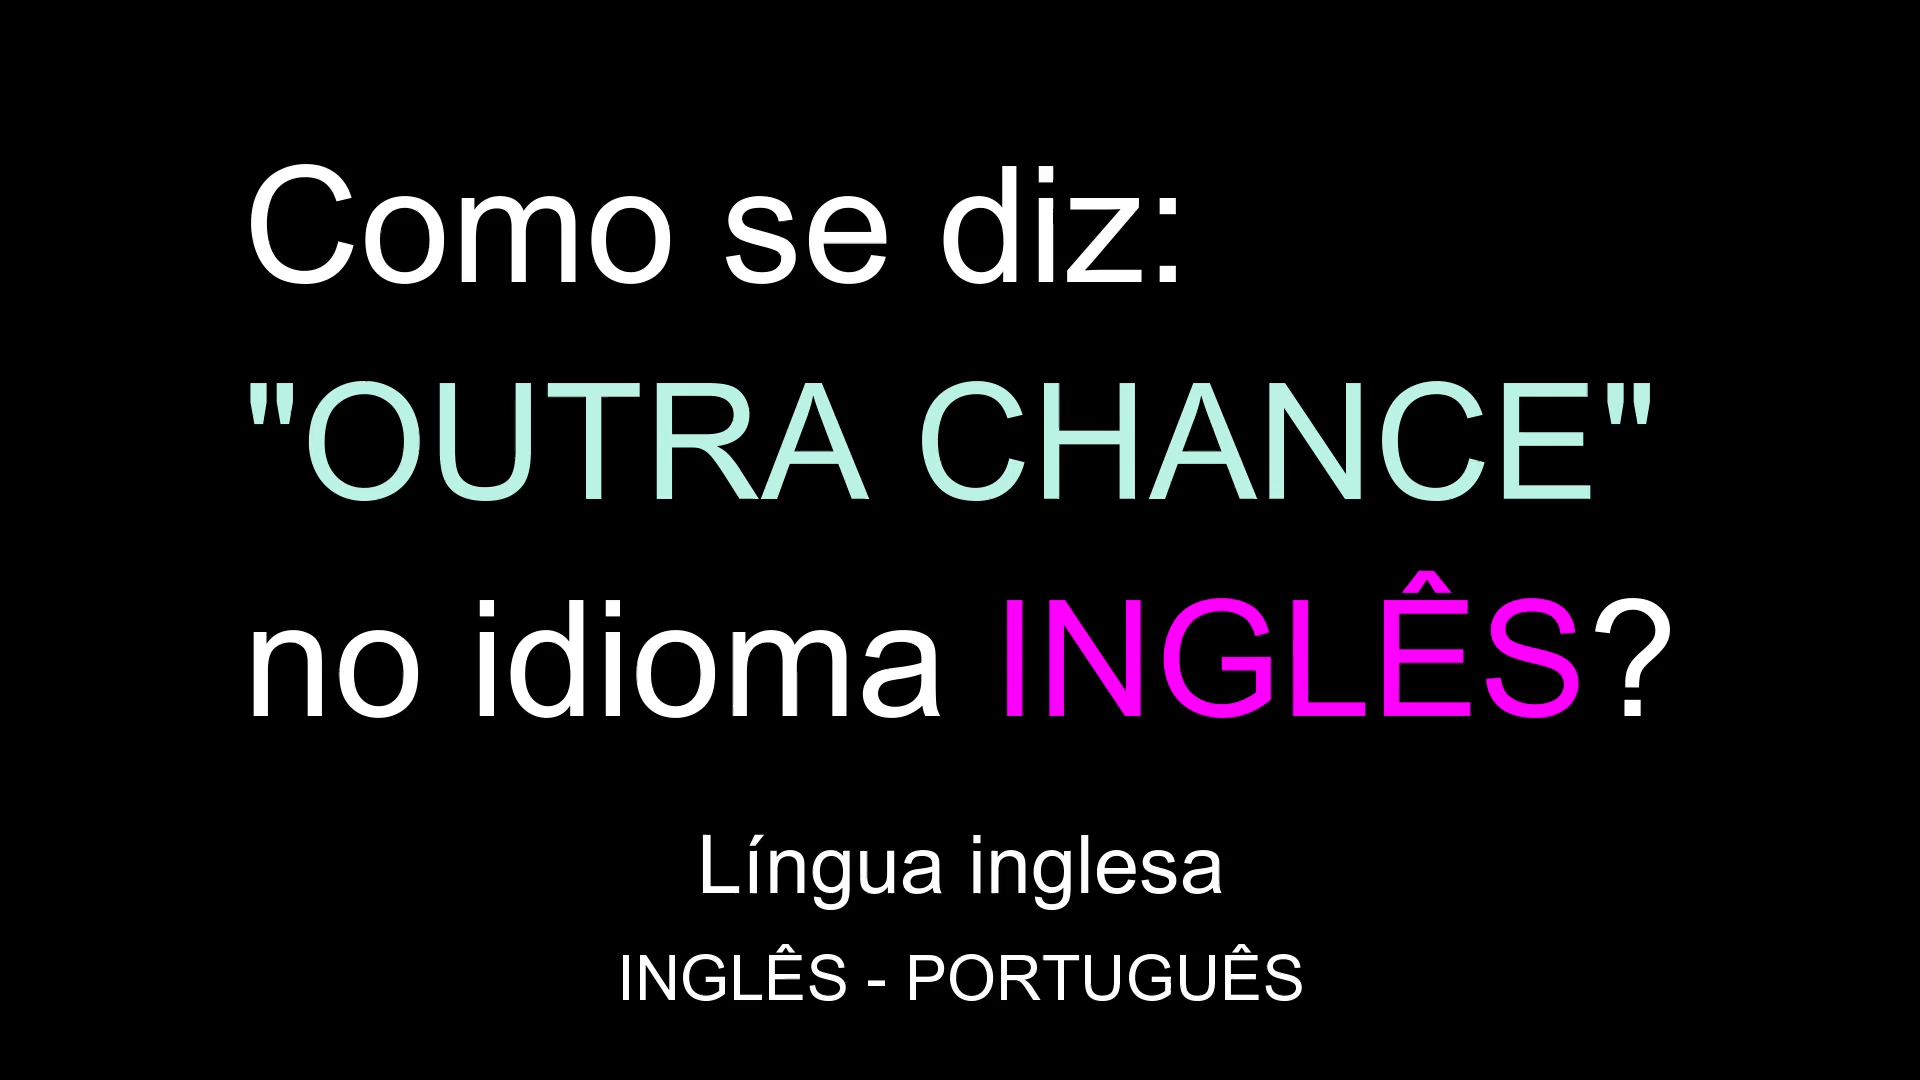 Como se diz:
"OUTRA CHANCE"
no idioma INGLÊS?
Língua inglesa
INGLÊS - PORTUGUÊS